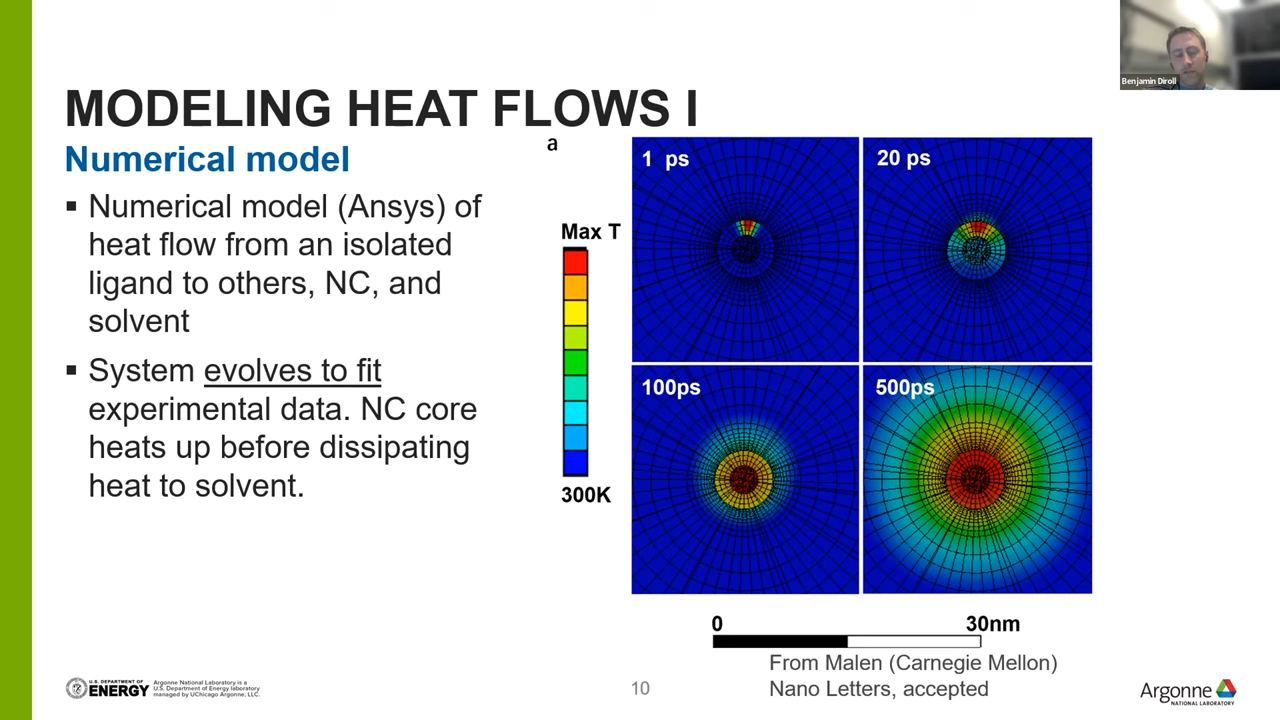 Benjamin Diroll
MODELING HEAT FLOWS I
Numerical model
▪ Numerical model (Ansys) of
heat flow from an isolated
ligand to others, NC, and
solvent
▪ System evolves to fit
experimental data. NC core
heats up before dissipating
heat to solvent.
a
Max T
300K
1 ps
20 ps
100ps
500ps
0 30nm
From Malen (Carnegie Mellon)
Nano Letters, accepted
U.S. DEPARTMENT OF
ENERGY
Argonne National Laboratory is a
U.S. Department of Energy laboratory
managed by UChicago Argonne, LLC.
10
Argonne
NATIONAL LABORATORY